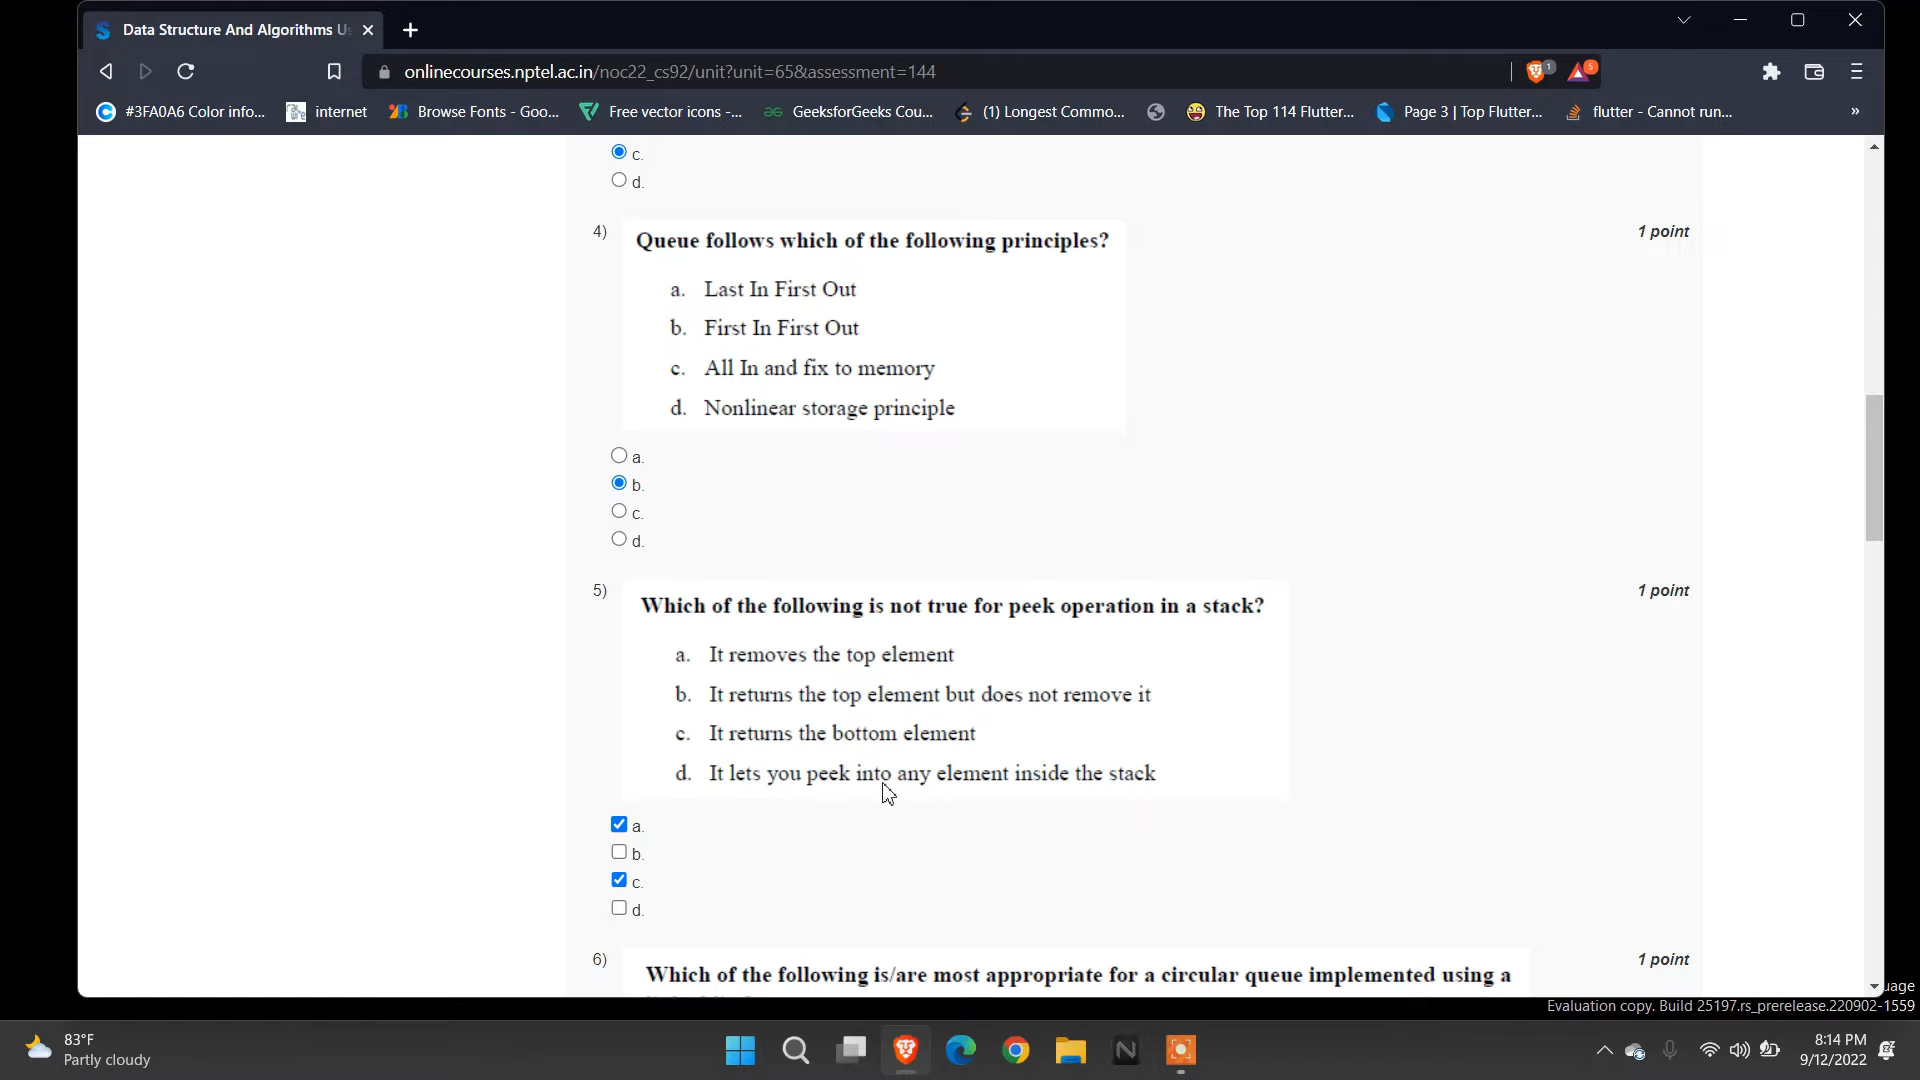 Data Structure And Algorithms Us
onlinecourses.nptel.ac.in/noc22_cs92/unit?unit=65&assessment=144
1
5
#3FA0A6 Color info...
internet
Browse Fonts - Goo...
Free vector icons -...
GeeksforGeeks Cou...
(1) Longest Commo...
The Top 114 Flutter...
Page 3 | Top Flutter...
flutter - Cannot run...
»
c.
d.
4)
Queue follows which of the following principles?
1 point
a. Last In First Out
b. First In First Out
c. All In and fix to memory
d. Nonlinear storage principle
a.
b.
c.
d.
5)
Which of the following is not true for peek operation in a stack?
1 point
a. It removes the top element
b. It returns the top element but does not remove it
c. It returns the bottom element
d. It lets you peek into any element inside the stack
a.
b.
c.
d.
6)
Which of the following is/are most appropriate for a circular queue implemented using a
1 point
uage
Evaluation copy. Build 25197.rs_prerelease.220902-1559
83°F
Partly cloudy
8:14 PM
9/12/2022